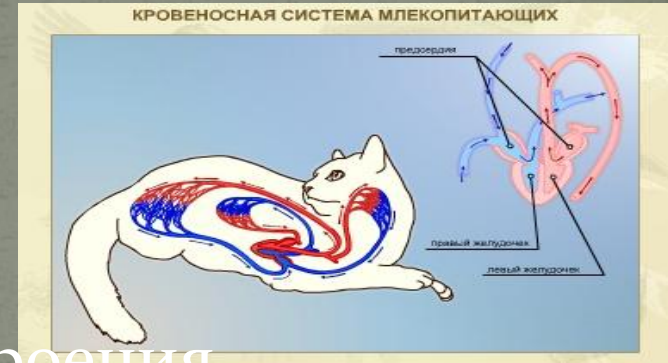 КРОВЕНОСНАЯ СИСТЕМА МЛЕКОПИТАЮЩИХ
предсердия
правый желудочек
левый желудочек